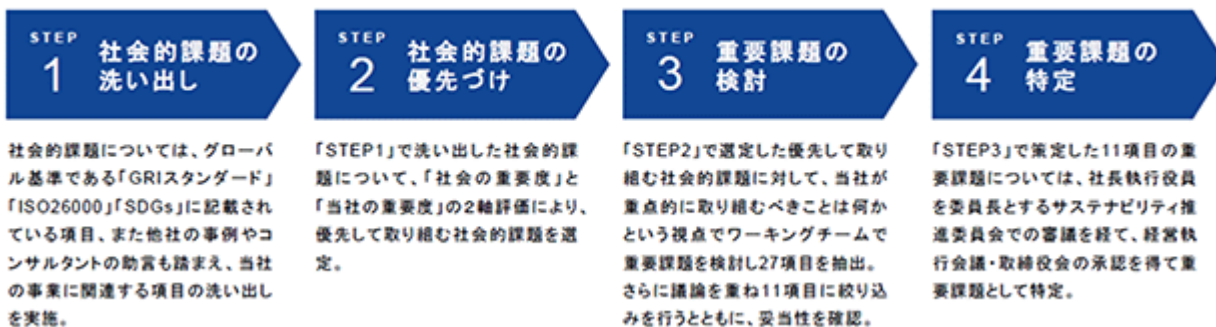 STEP
1
社会的課題の
洗い出し
社会的課題については、グローバ
ル基準である「GRIスタンダード」
「ISO26000」「SDGs」に記載され
ている項目、また他社の事例やコ
ンサルタントの助言も踏まえ、当社
の事業に関連する項目の洗い出し
を実施。
STEP
2
社会的課題の
優先づけ
「STEP1」で洗い出した社会的課
題について、「社会の重要度」と
「当社の重要度」の2軸評価により、
優先して取り組む社会的課題を選
定。
STEP
3
重要課題の
検討
「STEP2」で選定した優先して取り
組む社会的課題に対して、当社が
重点的に取り組むべきことは何か
という視点でワーキングチームで
重要課題を検討し27項目を抽出。
さらに議論を重ね11項目に絞り込
みを行うとともに、妥当性を確認。
STEP
4
重要課題の
特定
「STEP3」で策定した11項目の重
要課題については、社長執行役員
を委員長とするサステナビリティ推
進委員会での審議を経て、経営執
行会議・取締役会の承認を得て重
要課題として特定。